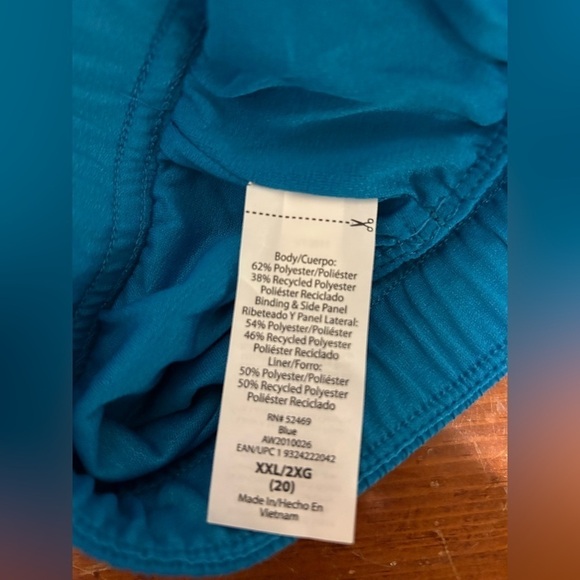 Body/Cuerpo:
62% Polyester/Poliéster
38% Recycled Polyester
Poliéster Reciclado
Binding & Side Panel
Ribeteado Y Panel Lateral:
54% Polyester/Poliéster
46% Recycled Polyester
Poliéster Reciclado
Liner/Forro:
50% Polyester/Poliéster
50% Recycled Polyester
Poliéster Reciclado
RN# 52469
Blue
AW2010026
EAN/UPC 1 9324222042
XXL/2XG
(20)
Made In/Hecho En
Vietnam